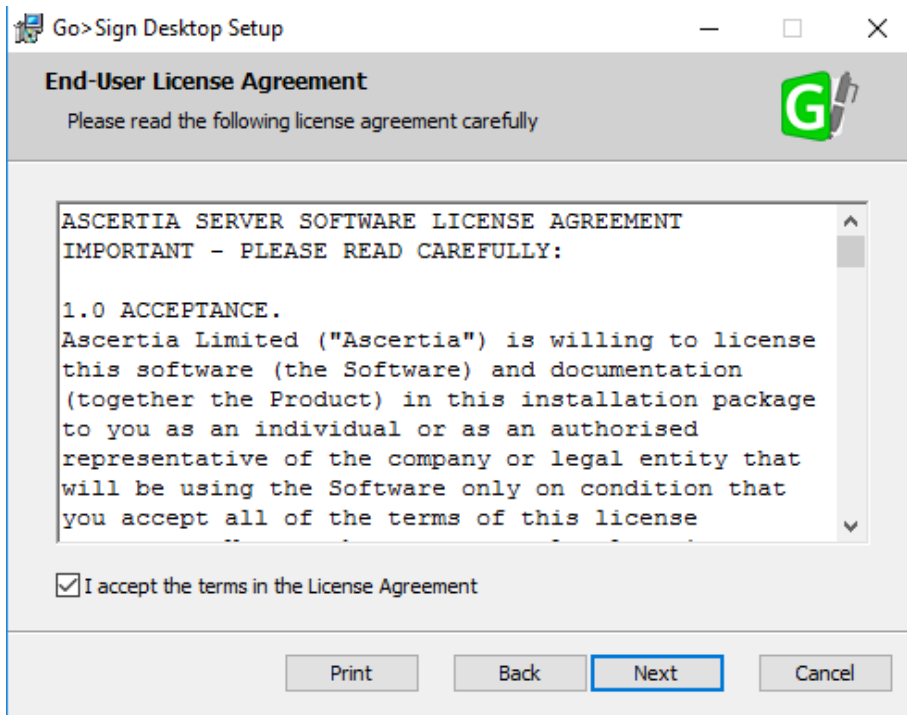 Go>Sign Desktop Setup
End-User License Agreement
Please read the following license agreement carefully
G
ASCERTIA SERVER SOFTWARE LICENSE AGREEMENT
IMPORTANT - PLEASE READ CAREFULLY:
1.0 ACCEPTANCE.
Ascertia Limited ("Ascertia") is willing to license
this software (the Software) and documentation
(together the Product) in this installation package
to you as an individual or as an authorised
representative of the company or legal entity that
will be using the Software only on condition that
you accept all of the terms of this license
I accept the terms in the License Agreement
Print Back Next Cancel